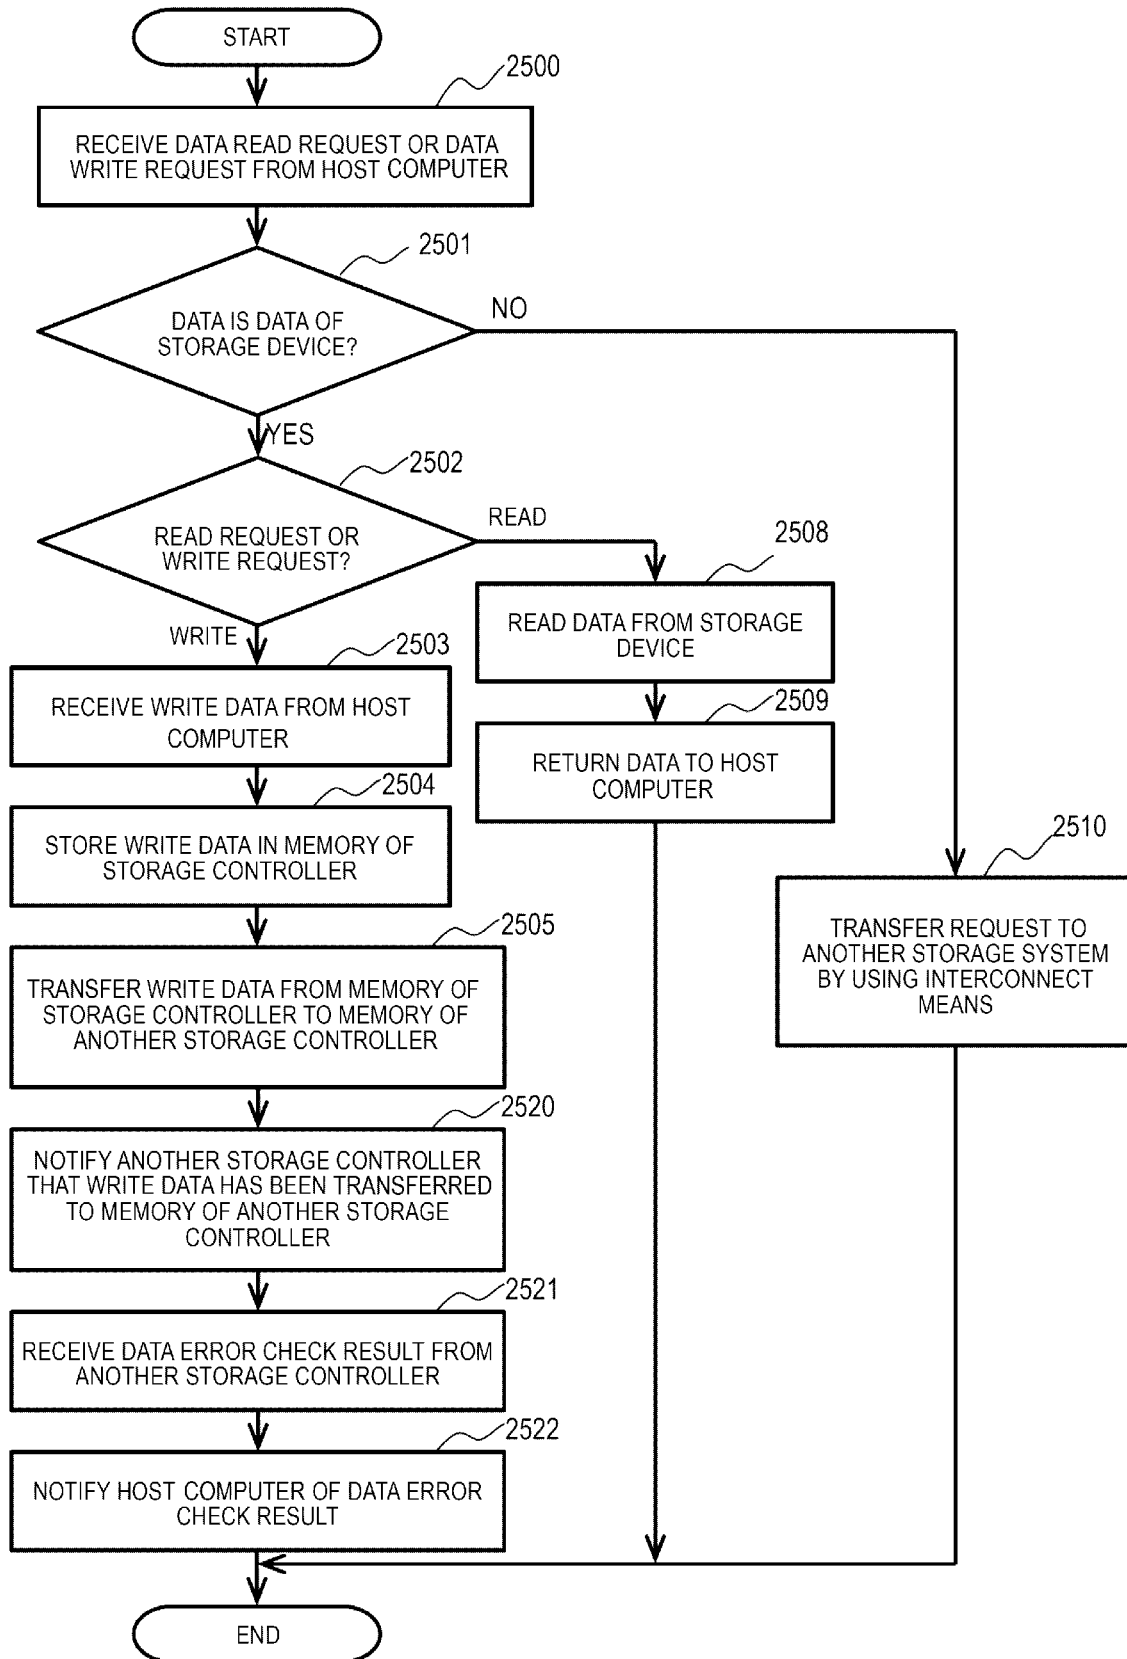 START
2500
RECEIVE DATA READ REQUEST OR DATA
WRITE REQUEST FROM HOST COMPUTER
2501
DATA IS DATA OF
STORAGE DEVICE?
NO
YES
2502
READ REQUEST OR
WRITE REQUEST?
READ
2508
READ DATA FROM STORAGE
DEVICE
WRITE
2503
RECEIVE WRITE DATA FROM HOST
COMPUTER
2509
RETURN DATA TO HOST
COMPUTER
2504
STORE WRITE DATA IN MEMORY OF
STORAGE CONTROLLER
2510
TRANSFER REQUEST TO
ANOTHER STORAGE SYSTEM
BY USING INTERCONNECT
MEANS
2505
TRANSFER WRITE DATA FROM MEMORY OF
STORAGE CONTROLLER TO MEMORY OF
ANOTHER STORAGE CONTROLLER
2520
NOTIFY ANOTHER STORAGE CONTROLLER
THAT WRITE DATA HAS BEEN TRANSFERRED
TO MEMORY OF ANOTHER STORAGE
CONTROLLER
2521
RECEIVE DATA ERROR CHECK RESULT FROM
ANOTHER STORAGE CONTROLLER
2522
NOTIFY HOST COMPUTER OF DATA ERROR
CHECK RESULT
END